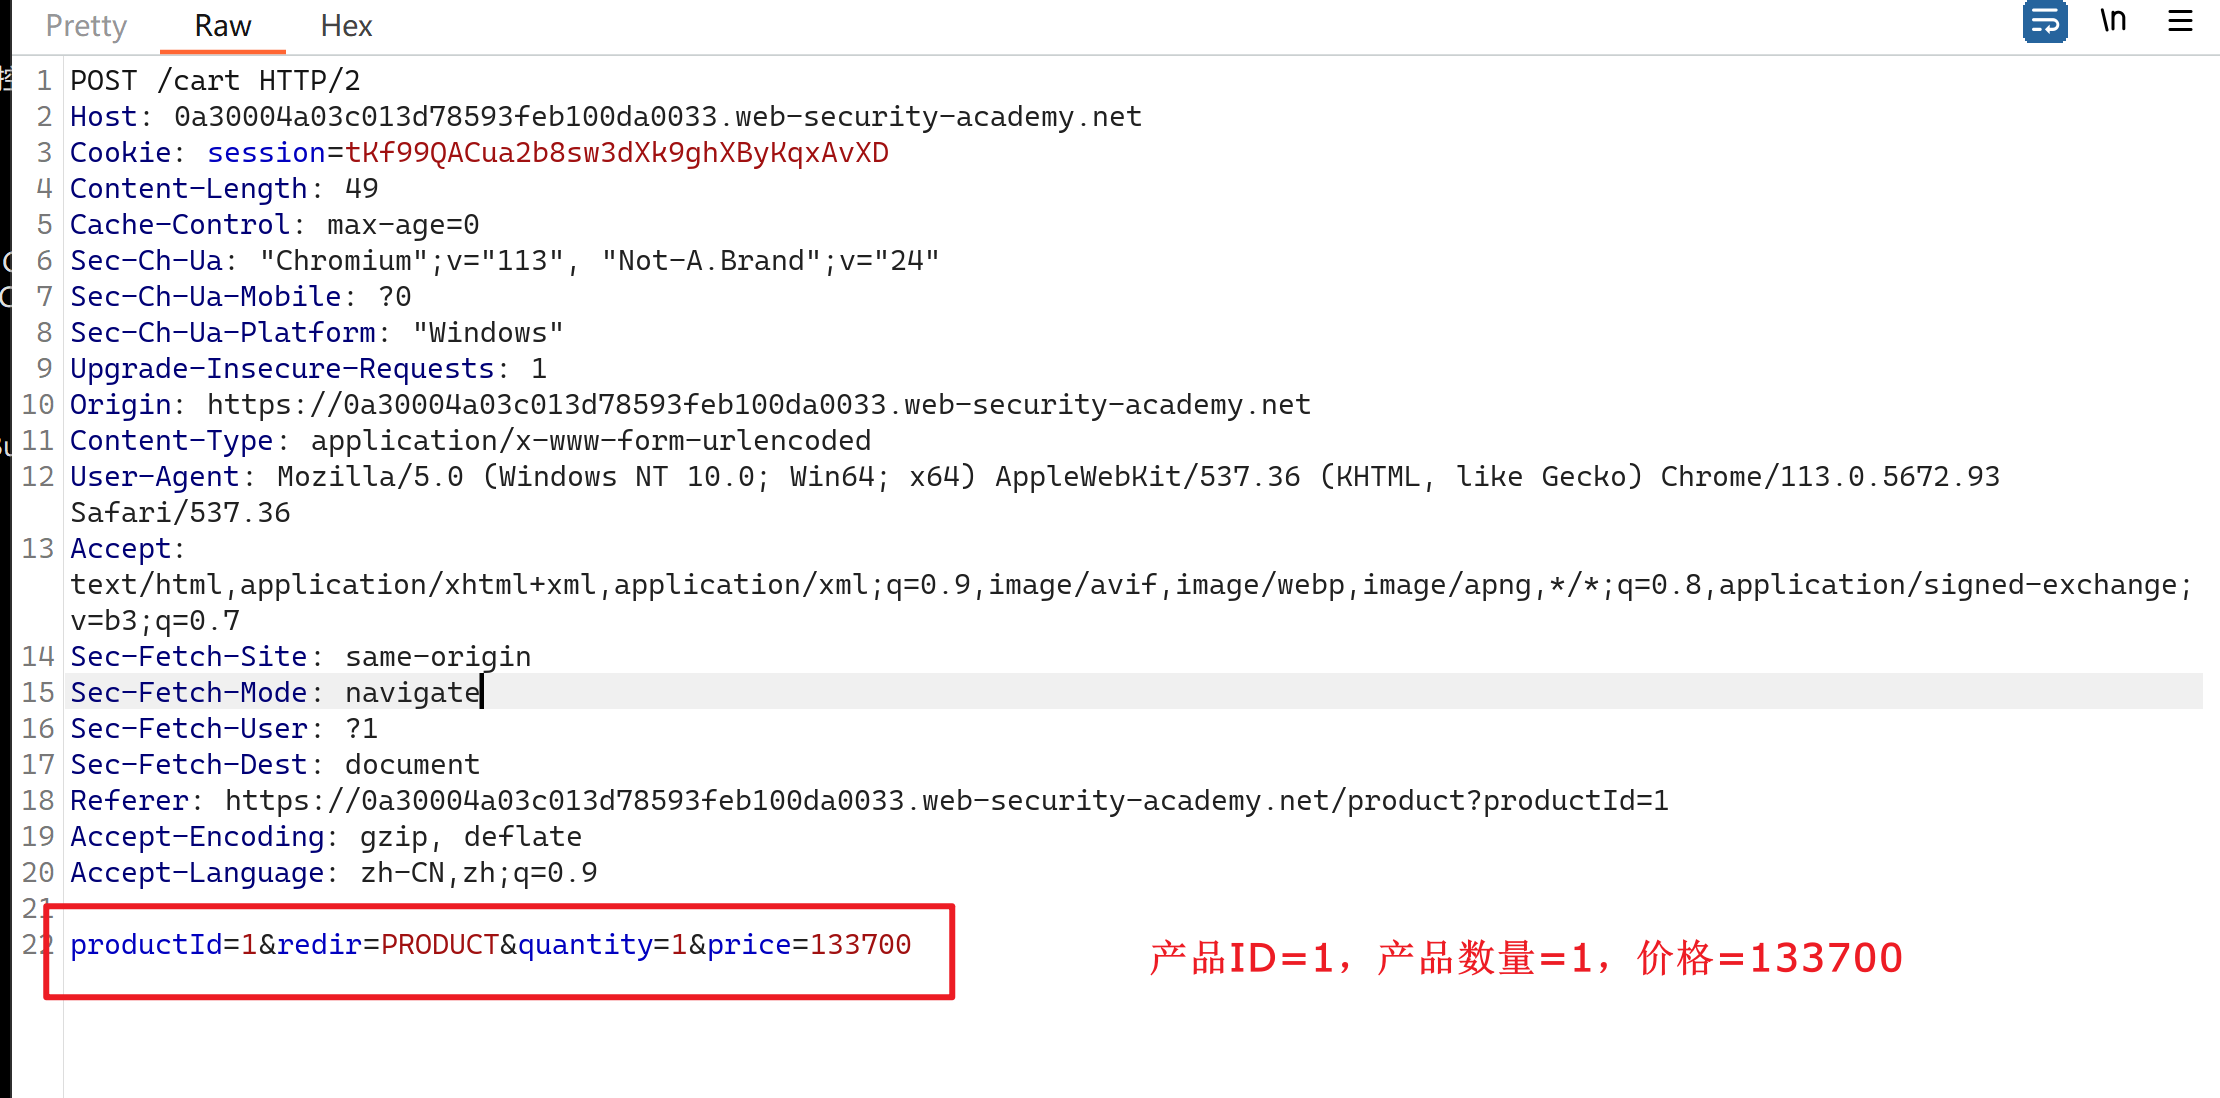 Pretty Raw Hex \n
1 POST /cart HTTP/2
2 Host: 0a30004a03c013d78593feb100da0033.web-security-academy.net
3 Cookie: session=tKf99QACua2b8sw3dXk9ghXByKqxAvXD
4 Content-Length: 49
5 Cache-Control: max-age=0
6 Sec-Ch-Ua: "Chromium";v="113", "Not-A.Brand";v="24"
7 Sec-Ch-Ua-Mobile: ?0
8 Sec-Ch-Ua-Platform: "Windows"
9 Upgrade-Insecure-Requests: 1
10 Origin: https://0a30004a03c013d78593feb100da0033.web-security-academy.net
11 Content-Type: application/x-www-form-urlencoded
12 User-Agent: Mozilla/5.0 (Windows NT 10.0; Win64; x64) AppleWebKit/537.36 (KHTML, like Gecko) Chrome/113.0.5672.93
Safari/537.36
13 Accept:
text/html,application/xhtml+xml,application/xml;q=0.9,image/avif,image/webp,image/apng,*/*;q=0.8,application/signed-exchange;
v=b3;q=0.7
14 Sec-Fetch-Site: same-origin
15 Sec-Fetch-Mode: navigate
16 Sec-Fetch-User: ?1
17 Sec-Fetch-Dest: document
18 Referer: https://0a30004a03c013d78593feb100da0033.web-security-academy.net/product?productId=1
19 Accept-Encoding: gzip, deflate
20 Accept-Language: zh-CN,zh;q=0.9
21
22 productId=1&redir=PRODUCT&quantity=1&price=133700
产品ID=1，产品数量=1，价格=133700